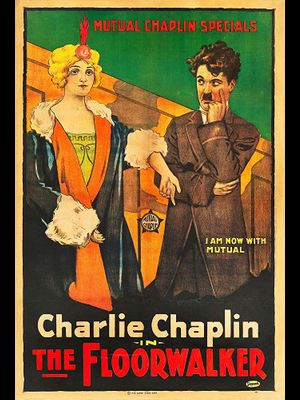 MUTUAL CHAPLIN SPECIALS
I AM NOW WITH
MUTUAL
Charlie Chaplin
IN
THE FLOORWALKER